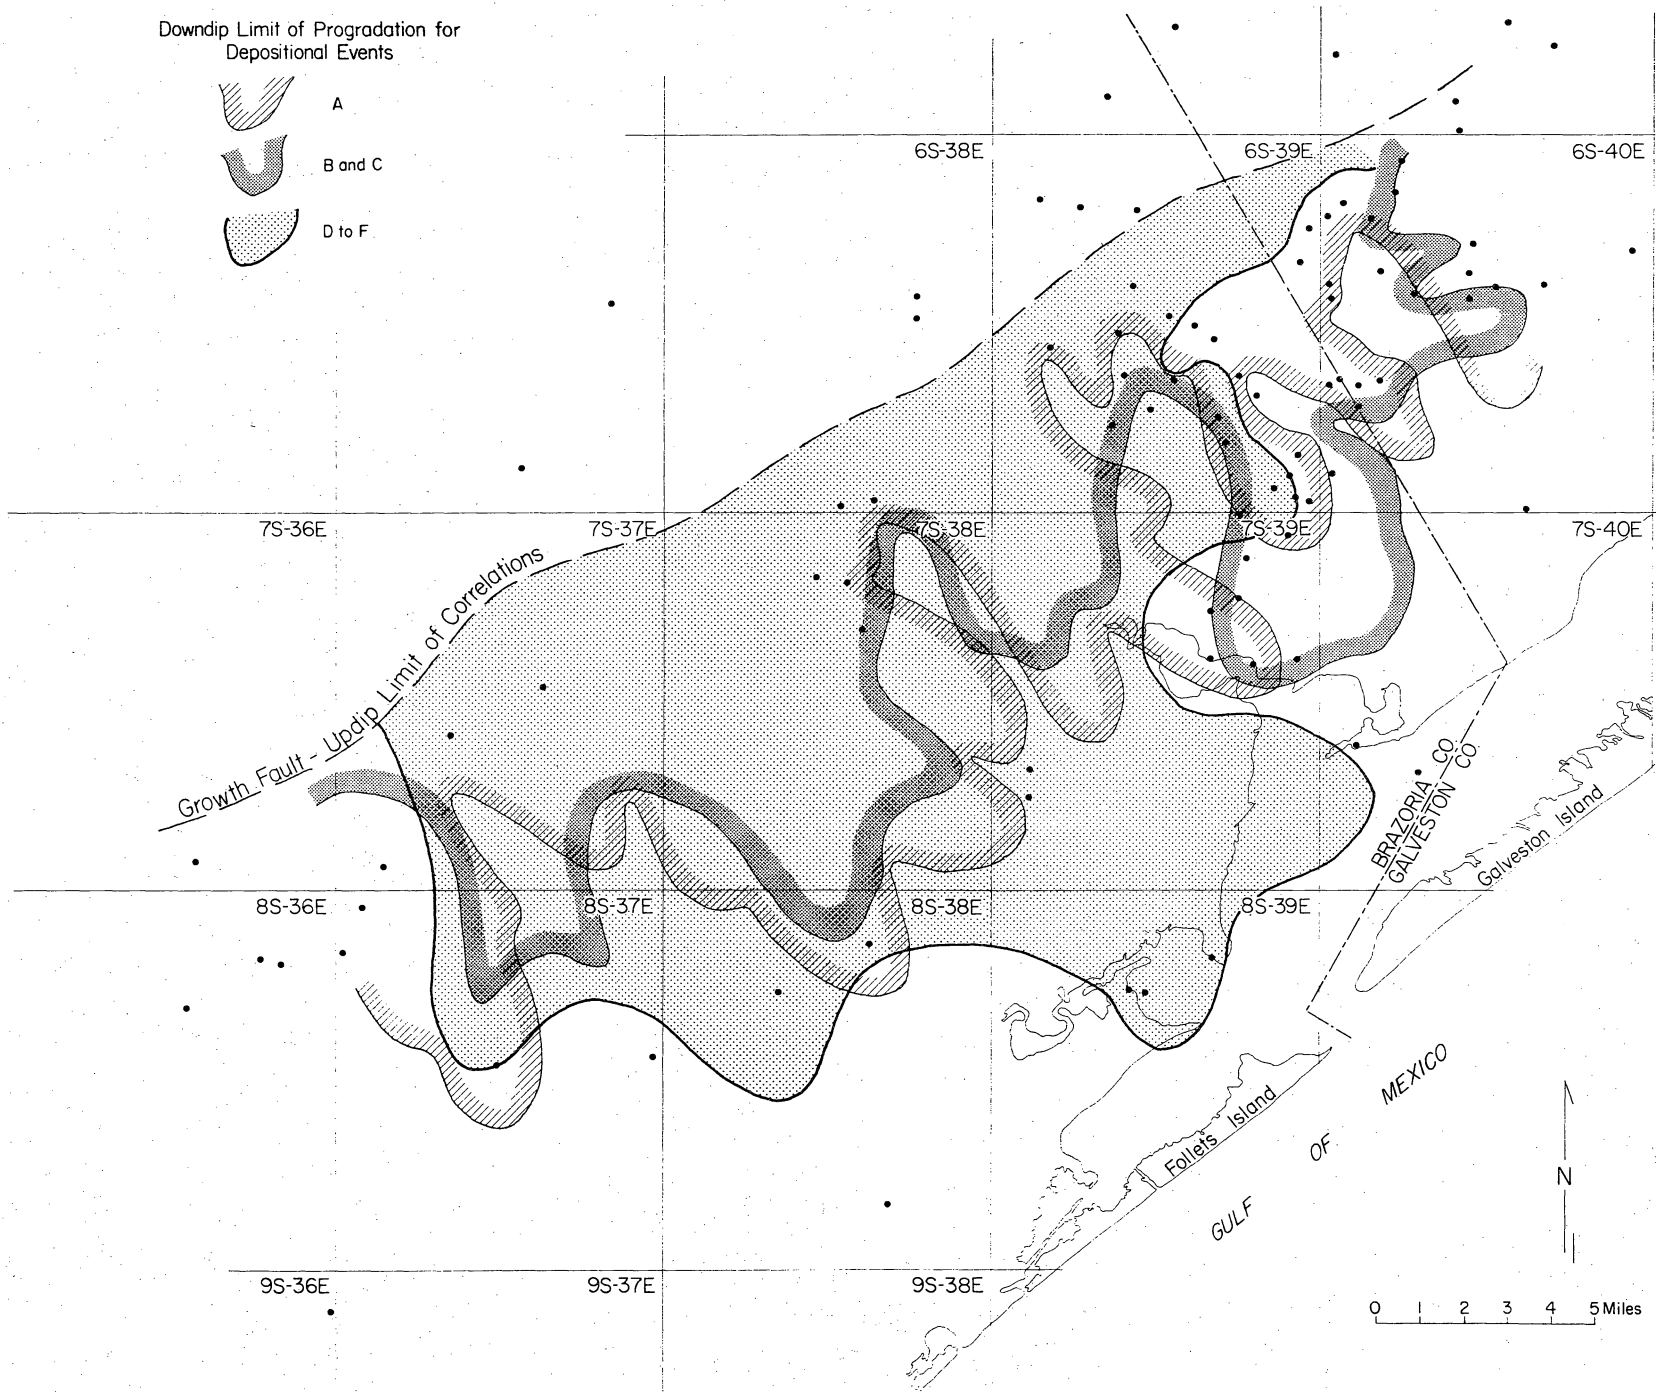 Downdip Limit of Progradation for
Depositional Events
A
B and C
D to F
6S-38E
6S-39E
6S-40E
7S-36E
7S-37E
7S-38E
7S-39E
7S-40E
Growth Fault - Updip Limit of Correlations
BRAZORIA CO.
GALVESTON CO.
Galveston Island
8S-36E
8S-37E
8S-38E
8S-39E
Follets Island
GULF OF MEXICO
N
9S-36E
9S-37E
9S-38E
0 1 2 3 4 5 Miles